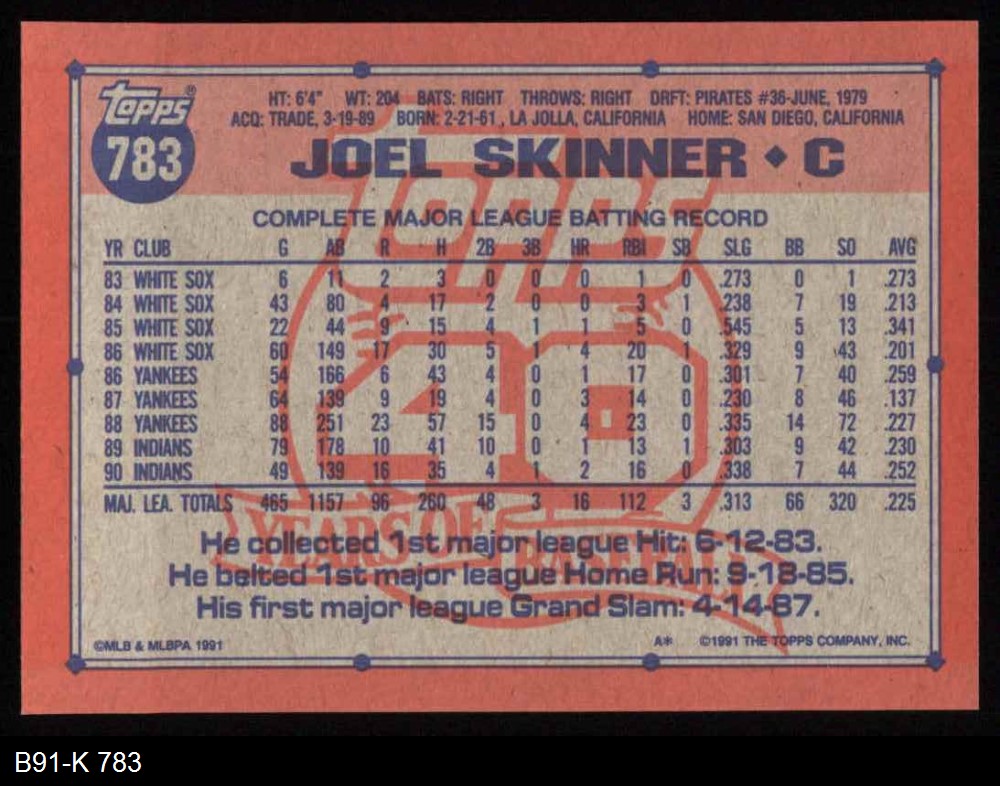 Topps®
783
HT: 6'4" WT: 204 BATS: RIGHT THROWS: RIGHT DRFT: PIRATES #36-JUNE, 1979
ACQ: TRADE, 3-19-89 BORN: 2-21-61, LA JOLLA, CALIFORNIA HOME: SAN DIEGO, CALIFORNIA
JOEL SKINNER ♦ C
Topps
COMPLETE MAJOR LEAGUE BATTING RECORD
YR CLUB G AB R H 2B 3B HR RBI SB SLG BB SO AVG
83 WHITE SOX 6 11 2 3 0 0 0 1 0 .273 0 1 .273
84 WHITE SOX 43 80 4 17 2 0 0 3 1 .238 7 19 .213
85 WHITE SOX 22 44 9 15 4 1 1 5 0 .545 5 13 .341
86 WHITE SOX 60 149 17 30 5 1 4 20 1 .329 9 43 .201
86 YANKEES 54 166 6 43 4 0 1 17 0 .301 7 40 .259
87 YANKEES 64 139 9 19 4 0 3 14 0 .230 8 46 .137
88 YANKEES 88 251 23 57 15 0 4 23 0 .335 14 72 .227
89 INDIANS 79 178 10 41 10 0 1 13 1 .303 9 42 .230
90 INDIANS 49 139 16 35 4 1 2 16 0 .338 7 44 .252
MAJ. LEA. TOTALS 465 1157 96 260 48 3 16 112 3 .313 66 320 .225
40
YEARS OF BASEBALL
He collected 1st major league Hit: 6-12-83.
He belted 1st major league Home Run: 9-18-85.
His first major league Grand Slam: 4-14-87.
©MLB & MLBPA 1991 A* ©1991 THE TOPPS COMPANY, INC.
B91-K 783